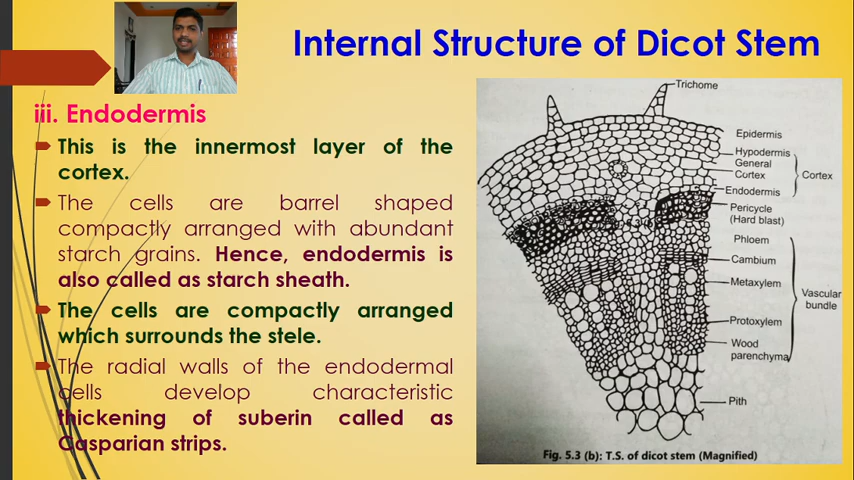 Internal Structure of Dicot Stem
iii. Endodermis
This is the innermost layer of the
cortex.
The cells are barrel shaped
compactly arranged with abundant
starch grains. Hence, endodermis is
also called as starch sheath.
The cells are compactly arranged
which surrounds the stele.
The radial walls of the endodermal
cells develop characteristic
thickening of suberin called as
Casparian strips.
Trichome
Epidermis
Hypodermis
General
Cortex
Cortex
Endodermis
Pericycle
(Hard blast)
Phloem
Cambium
Metaxylem
Vascular
bundle
Protoxylem
Wood
parenchyma
Pith
Fig. 5.3 (b): T.S. of dicot stem (Magnified)